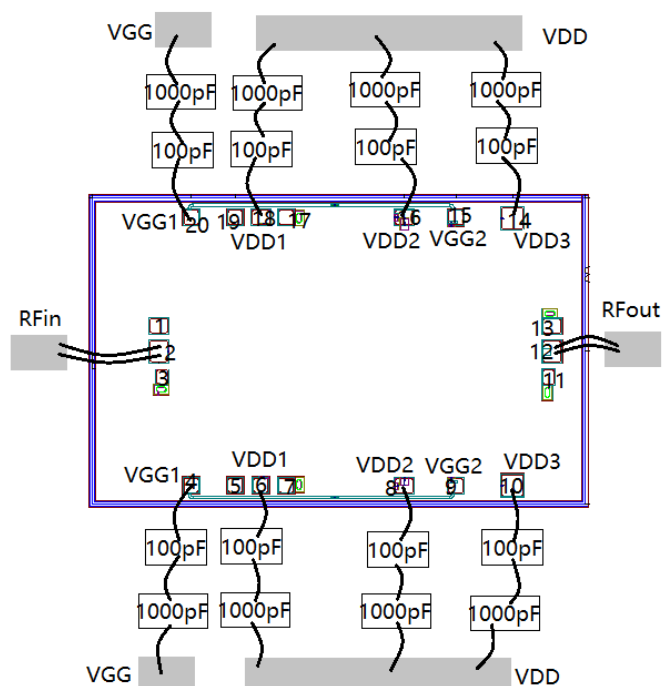 VGG VDD
1000pF 1000pF 1000pF 1000pF
100pF 100pF 100pF 100pF
VGG1 20 19 18 17 16 15 14
VDD1 VDD2 VGG2 VDD3
RFin RFout
1 13
2 12
3 11
VGG1 VDD1 VDD2 VGG2 VDD3
4 5 6 7 8 9 10
100pF 100pF 100pF 100pF
1000pF 1000pF 1000pF 1000pF
VGG VDD